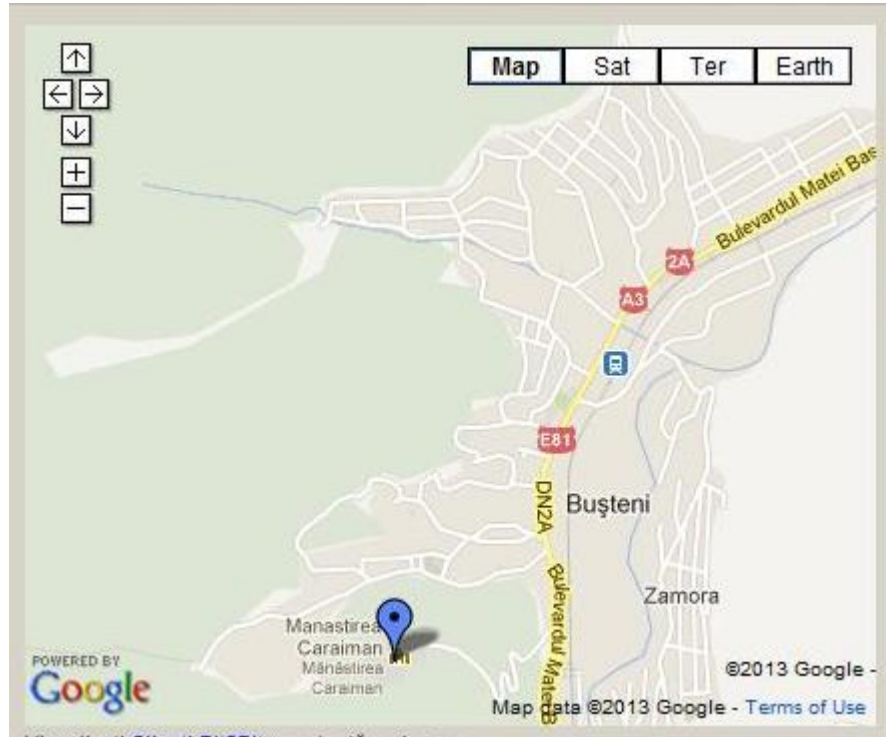 Map Sat Ter Earth
Bulevardul Matei Bas
2A
A3
E81
DN2A
Buşteni
Bulevardul Matei B
Zamora
Manastirea
Caraiman
Mănăstirea
Caraiman
POWERED BY
Google
©2013 Google -
Map data ©2013 Google - Terms of Use